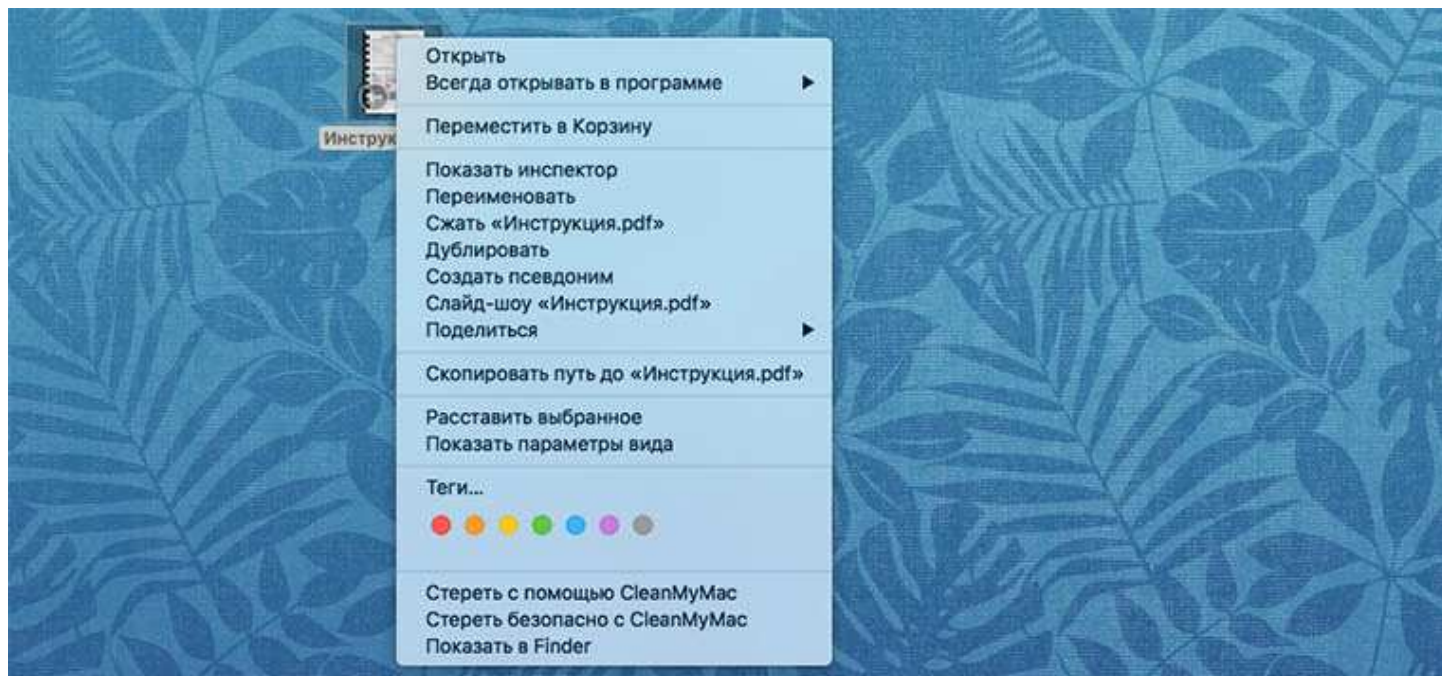 Открыть
Всегда открывать в программе
Переместить в Корзину
Показать инспектор
Переименовать
Сжать «Инструкция.pdf»
Дублировать
Создать псевдоним
Слайд-шоу «Инструкция.pdf»
Поделиться
Скопировать путь до «Инструкция.pdf»
Расставить выбранное
Показать параметры вида
Теги...
Стереть с помощью CleanMyMac
Стереть безопасно с CleanMyMac
Показать в Finder